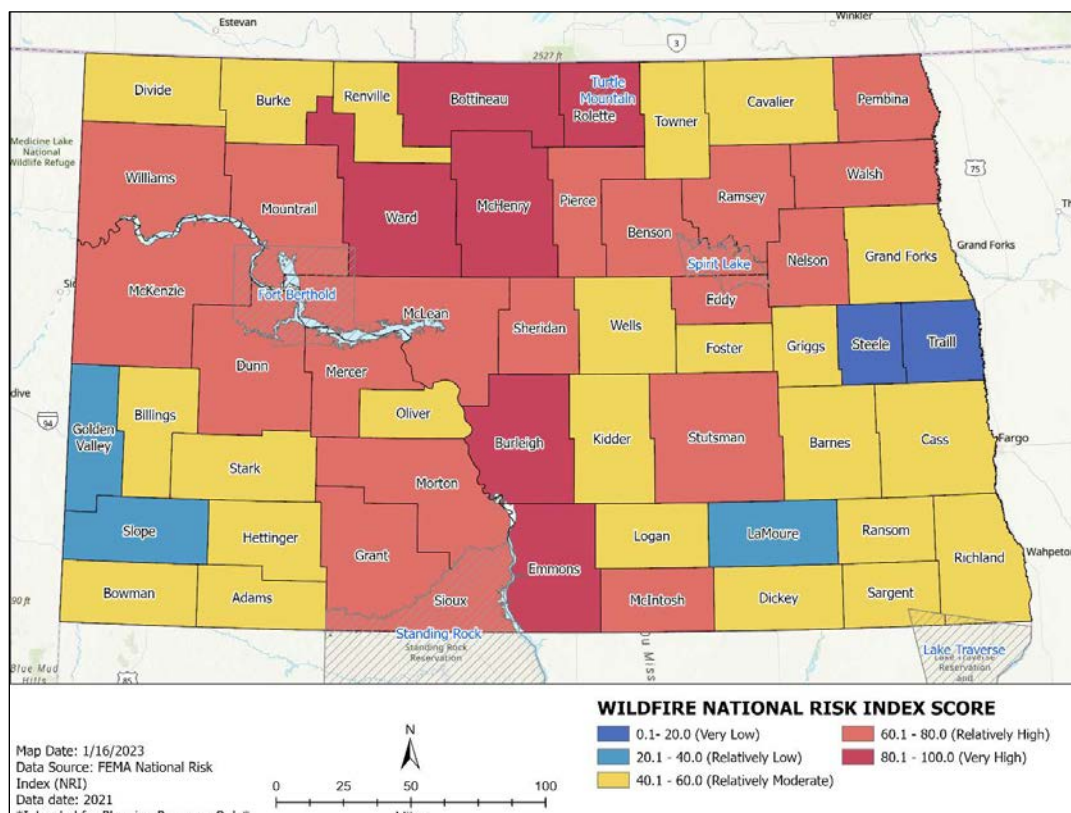 Estevan
Winkler
3
2527 ft
Divide
Burke
Renville
Bottineau
Turtle
Mountain
Rolette
Towner
Cavalier
Pembina
Medicine Lake
National
Wildlife Refuge
Williams
Mountrail
Ward
McHenry
Pierce
Benson
Ramsey
Walsh
75
Nelson
Grand Forks
Grand Forks
Spirit Lake
McKenzie
Fort Berthold
McLean
Sheridan
Wells
Eddy
Foster
Griggs
Steele
Traill
Dunn
Mercer
Oliver
94
Golden
Valley
Billings
Stark
Burleigh
Kidder
Stutsman
Barnes
Cass
Fargo
Morton
Slope
Hettinger
Grant
Emmons
Logan
LaMoure
Ransom
Richland
Bowman
Adams
Sioux
McIntosh
Dickey
Sargent
Standing Rock
Standing Rock
Reservation
Lake Traverse
Reservation
and
Blue Mud
Hills
85
WILDFIRE NATIONAL RISK INDEX SCORE
0.1- 20.0 (Very Low)
20.1 - 40.0 (Relatively Low)
40.1 - 60.0 (Relatively Moderate)
60.1 - 80.0 (Relatively High)
80.1 - 100.0 (Very High)
Map Date: 1/16/2023
Data Source: FEMA National Risk
Index (NRI)
Data date: 2021
N
0 25 50 100